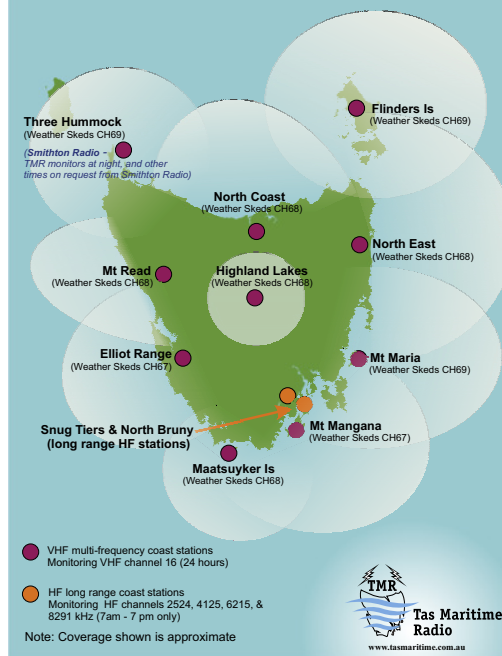 Flinders Is
(Weather Skeds CH69)
Three Hummock
(Weather Skeds CH69)
(Smithton Radio -
TMR monitors at night, and other
times on request from Smithton Radio)
North Coast
(Weather Skeds CH68)
North East
(Weather Skeds CH68)
Mt Read
(Weather Skeds CH68)
Highland Lakes
(Weather Skeds CH68)
Elliot Range
(Weather Skeds CH67)
Mt Maria
(Weather Skeds CH69)
Snug Tiers & North Bruny
(long range HF stations)
Mt Mangana
(Weather Skeds CH67)
Maatsuyker Is
(Weather Skeds CH68)
VHF multi-frequency coast stations
Monitoring VHF channel 16 (24 hours)
HF long range coast stations
Monitoring HF channels 2524, 4125, 6215, &
8291 kHz (7am - 7 pm only)
Note: Coverage shown is approximate
TMR
Tas Maritime
Radio
www.tasmaritime.com.au